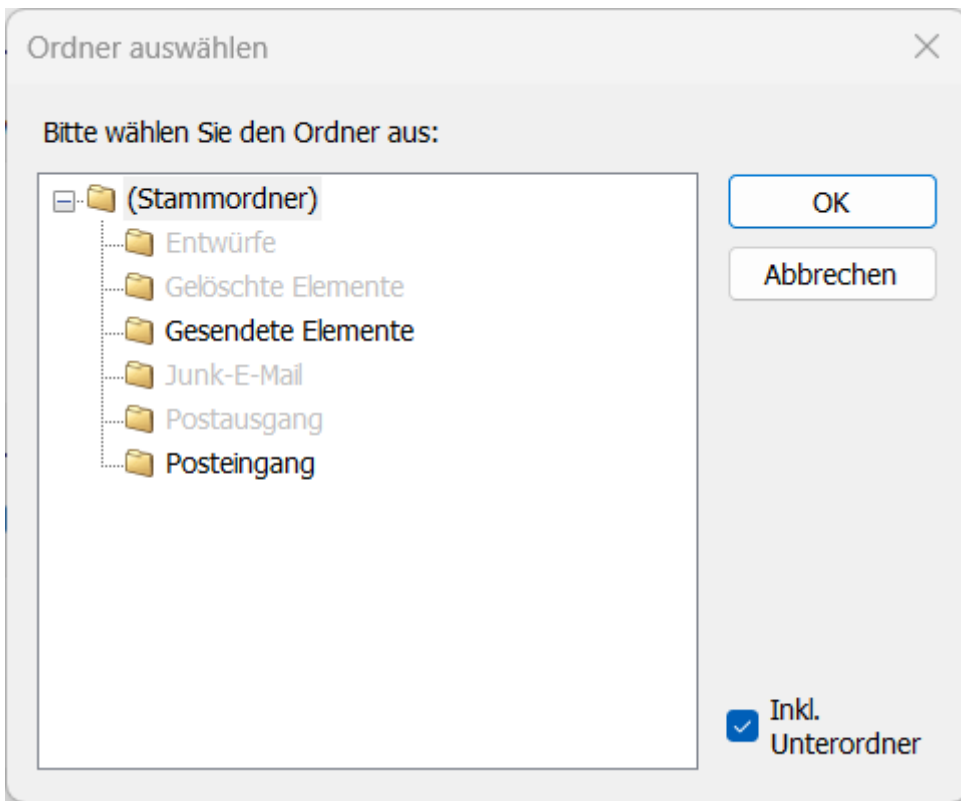 Ordner auswählen
Bitte wählen Sie den Ordner aus:
(Stammordner)
Entwürfe
Gelöschte Elemente
Gesendete Elemente
Junk-E-Mail
Postausgang
Posteingang
OK
Abbrechen
Inkl.
Unterordner